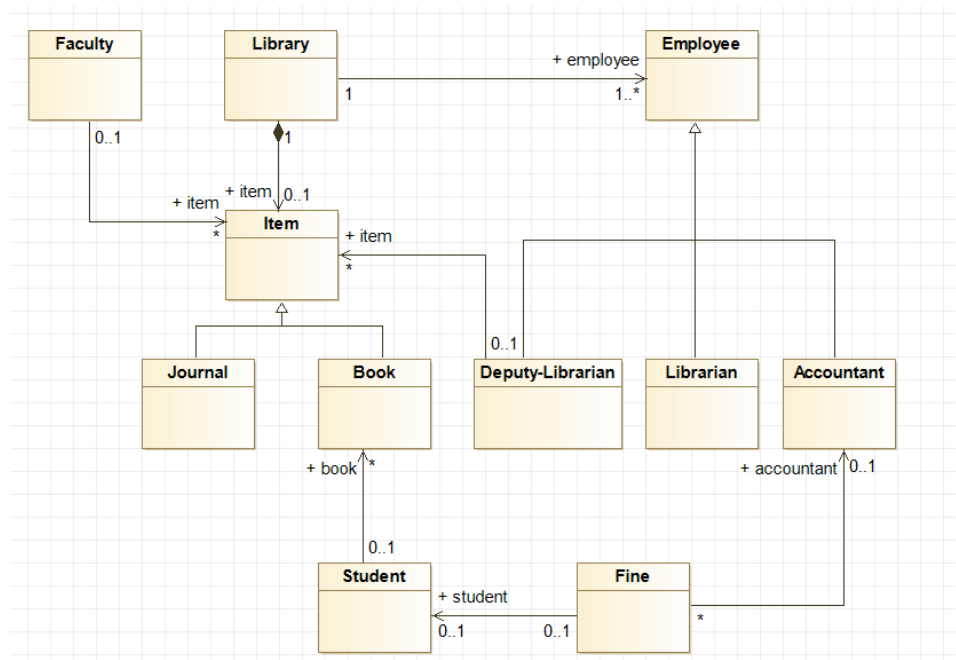 Faculty
Library
Employee
+ employee
1
1..*
0..1
1
+ item
0..1
+ item
*
Item
+ item
*
0..1
Journal
Book
Deputy-Librarian
Librarian
Accountant
+ book
*
+ accountant
0..1
0..1
Student
Fine
+ student
0..1
0..1
*